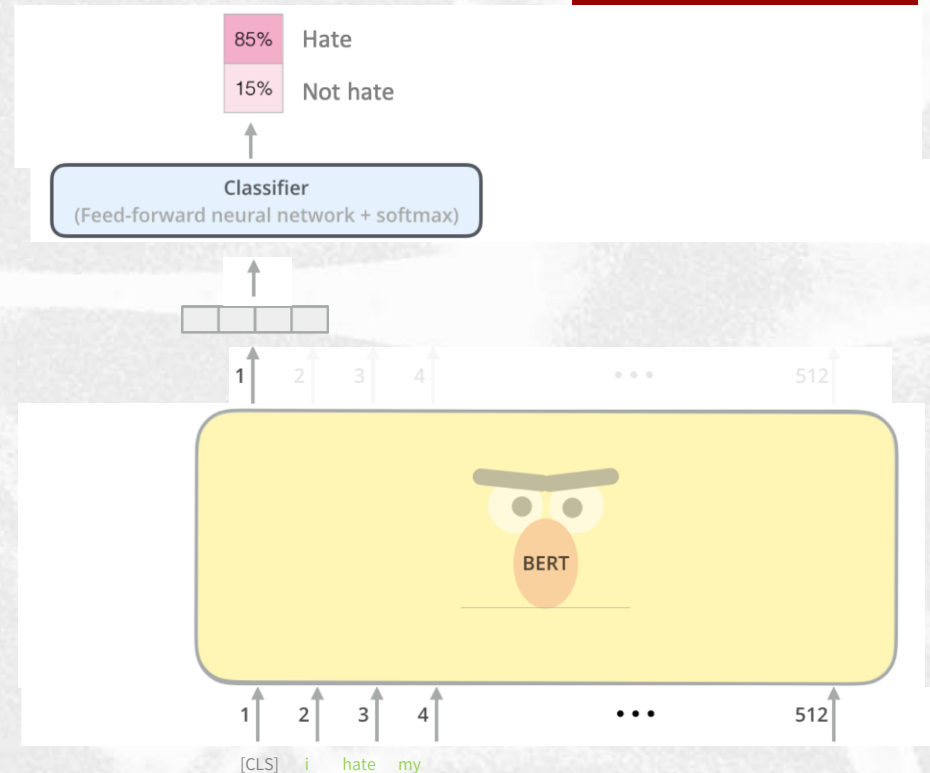 85% Hate
15% Not hate
Classifier
(Feed-forward neural network + softmax)
1 2 3 4 ••• 512
BERT
1 2 3 4 ••• 512
[CLS] i hate my